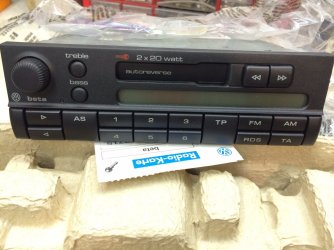 treble
2 x 20 watt
bass
autoreverse
beta
AS
1
2
3
TP
FM
AM
4
5
6
RDS
TA
Radio-Karte
beta